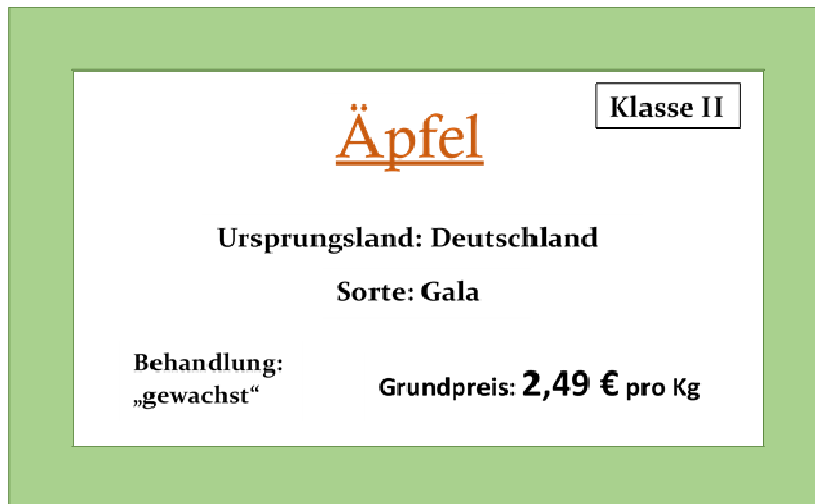 Klasse II
Äpfel
Ursprungsland: Deutschland
Sorte: Gala
Behandlung:
„gewachst“
Grundpreis: 2,49 € pro Kg